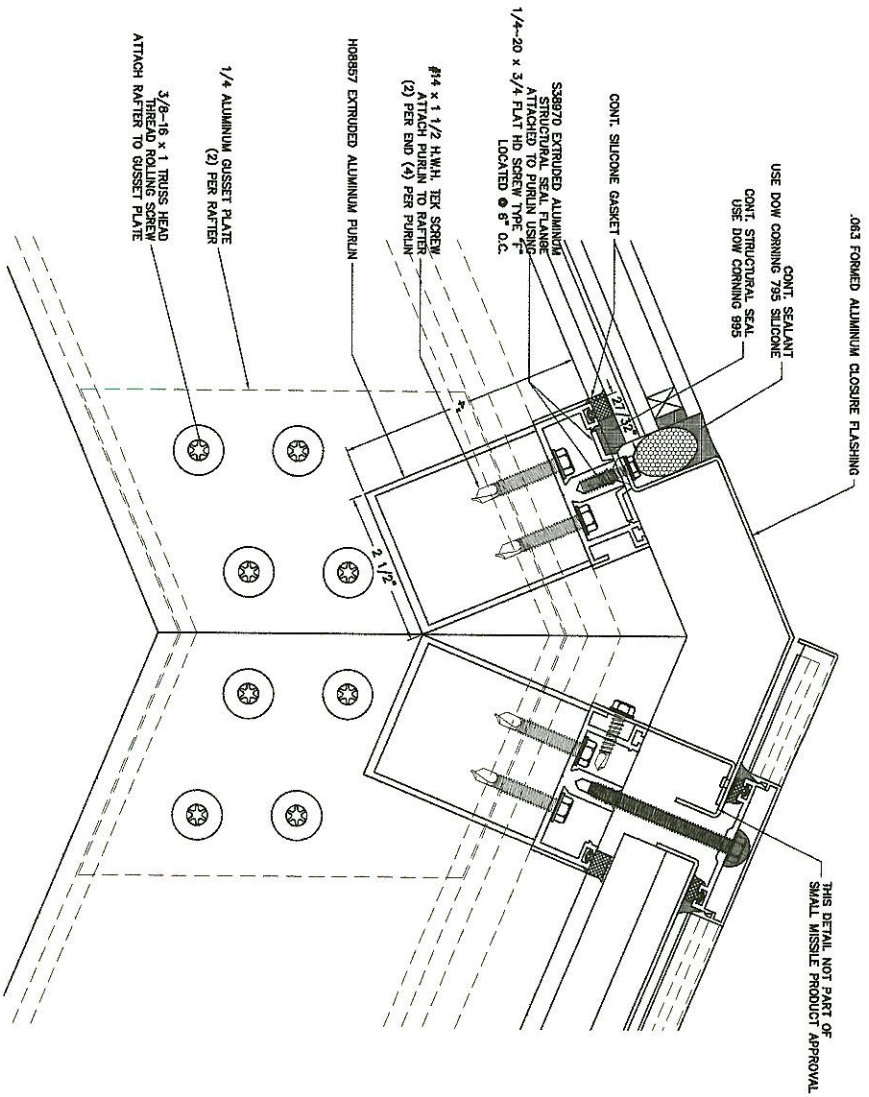 .063 FORMED ALUMINUM CLOSURE FLASHING
CONT. SEALANT
USE DOW CORNING 795 SILICONE
CONT. STRUCTURAL SEAL
USE DOW CORNING 995
CONT. SILICONE GASKET
S38970 EXTRUDED ALUMINUM
STRUCTURAL SEAL FLANGE
ATTACHED TO PURLIN USING
1/4-20 x 3/4 FLAT HD SCREW TYPE "F"
LOCATED @ 6" O.C.
#14 x 1 1/2 H.W.H. TEK SCREW
ATTACH PURLIN TO RAFTER
(2) PER END (4) PER PURLIN
H08857 EXTRUDED ALUMINUM PURLIN
1/4 ALUMINUM GUSSET PLATE
(2) PER RAFTER
3/8-16 x 1 TRUSS HEAD
THREAD ROLLING SCREW
ATTACH RAFTER TO GUSSET PLATE
27/32"
2 1/2"
THIS DETAIL NOT PART OF
SMALL MISSILE PRODUCT APPROVAL